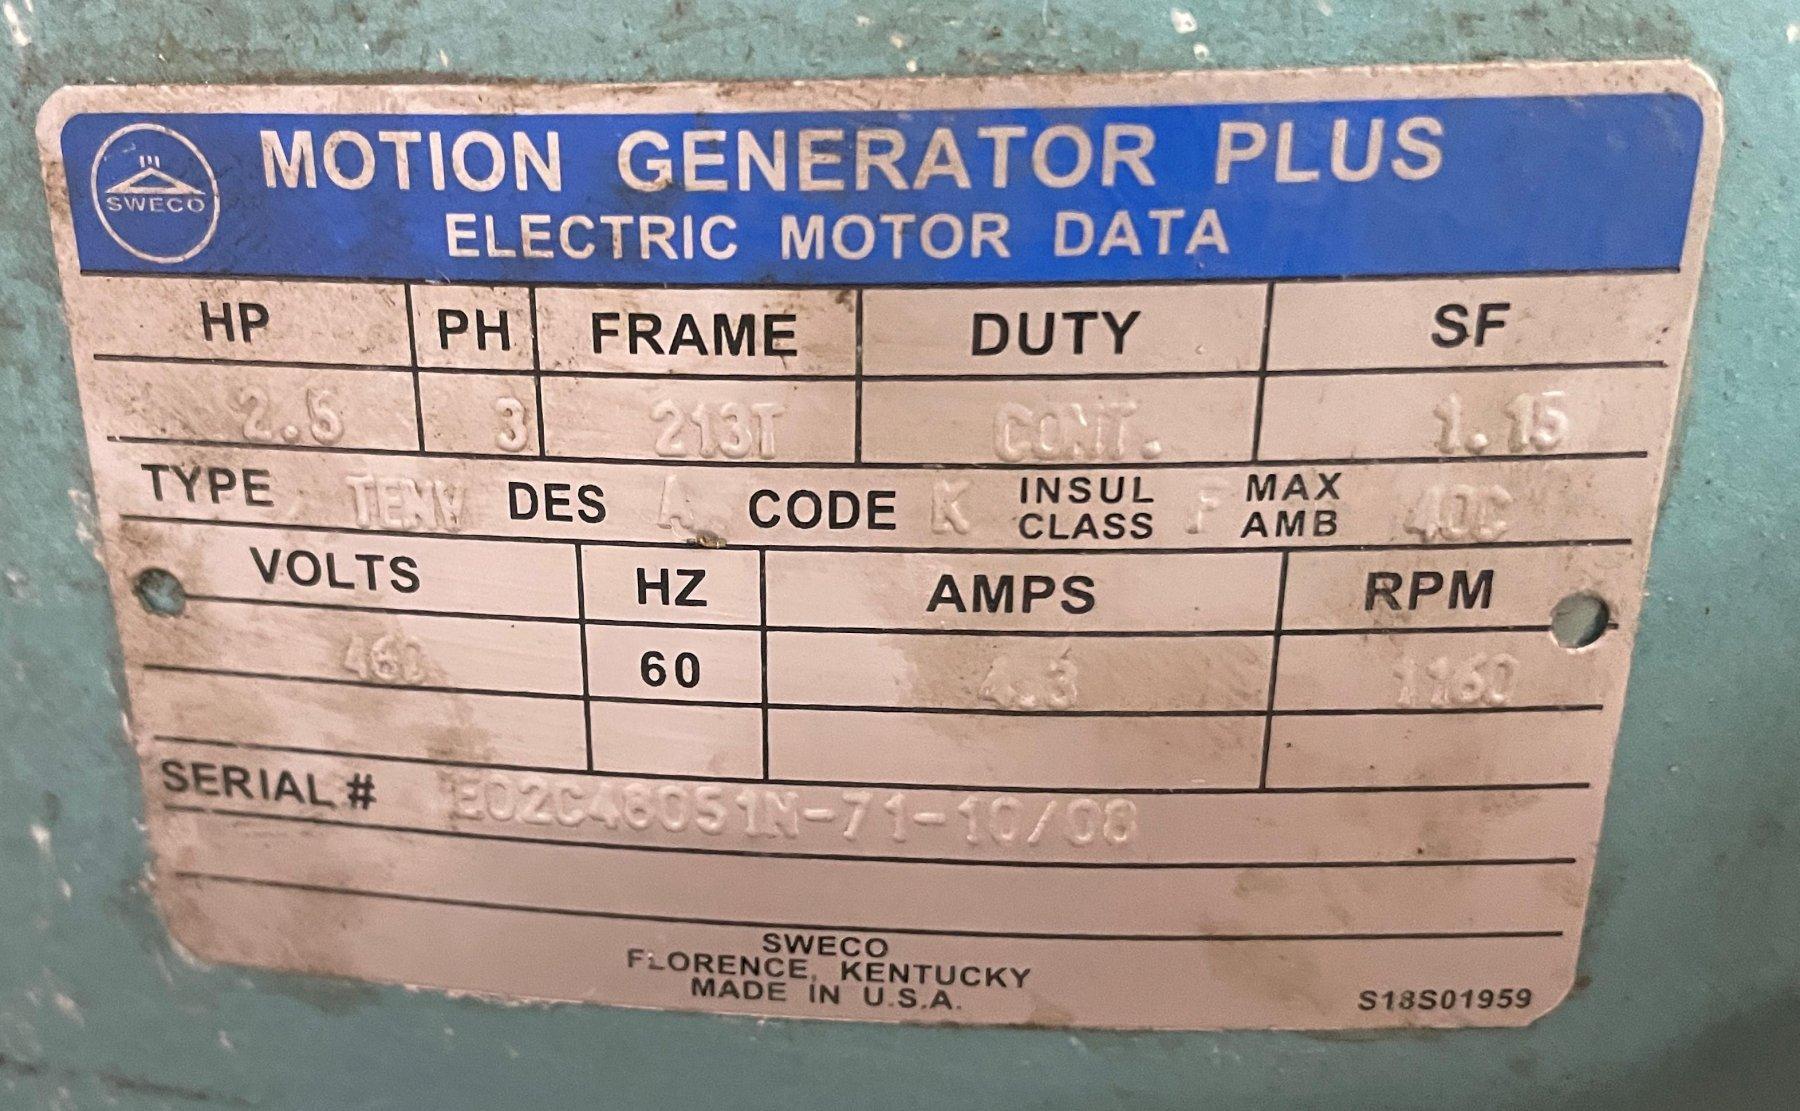 SWECO
MOTION GENERATOR PLUS
ELECTRIC MOTOR DATA
HP PH FRAME DUTY SF
2.5 3 213T CONT. 1.15
TYPE TENV DES A CODE K INSUL CLASS F MAX AMB 40C
VOLTS HZ AMPS RPM
460 60 4.3 1160
SERIAL # E02C46051N-71-10/08
SWECO
FLORENCE, KENTUCKY
MADE IN U.S.A.
S18S01959